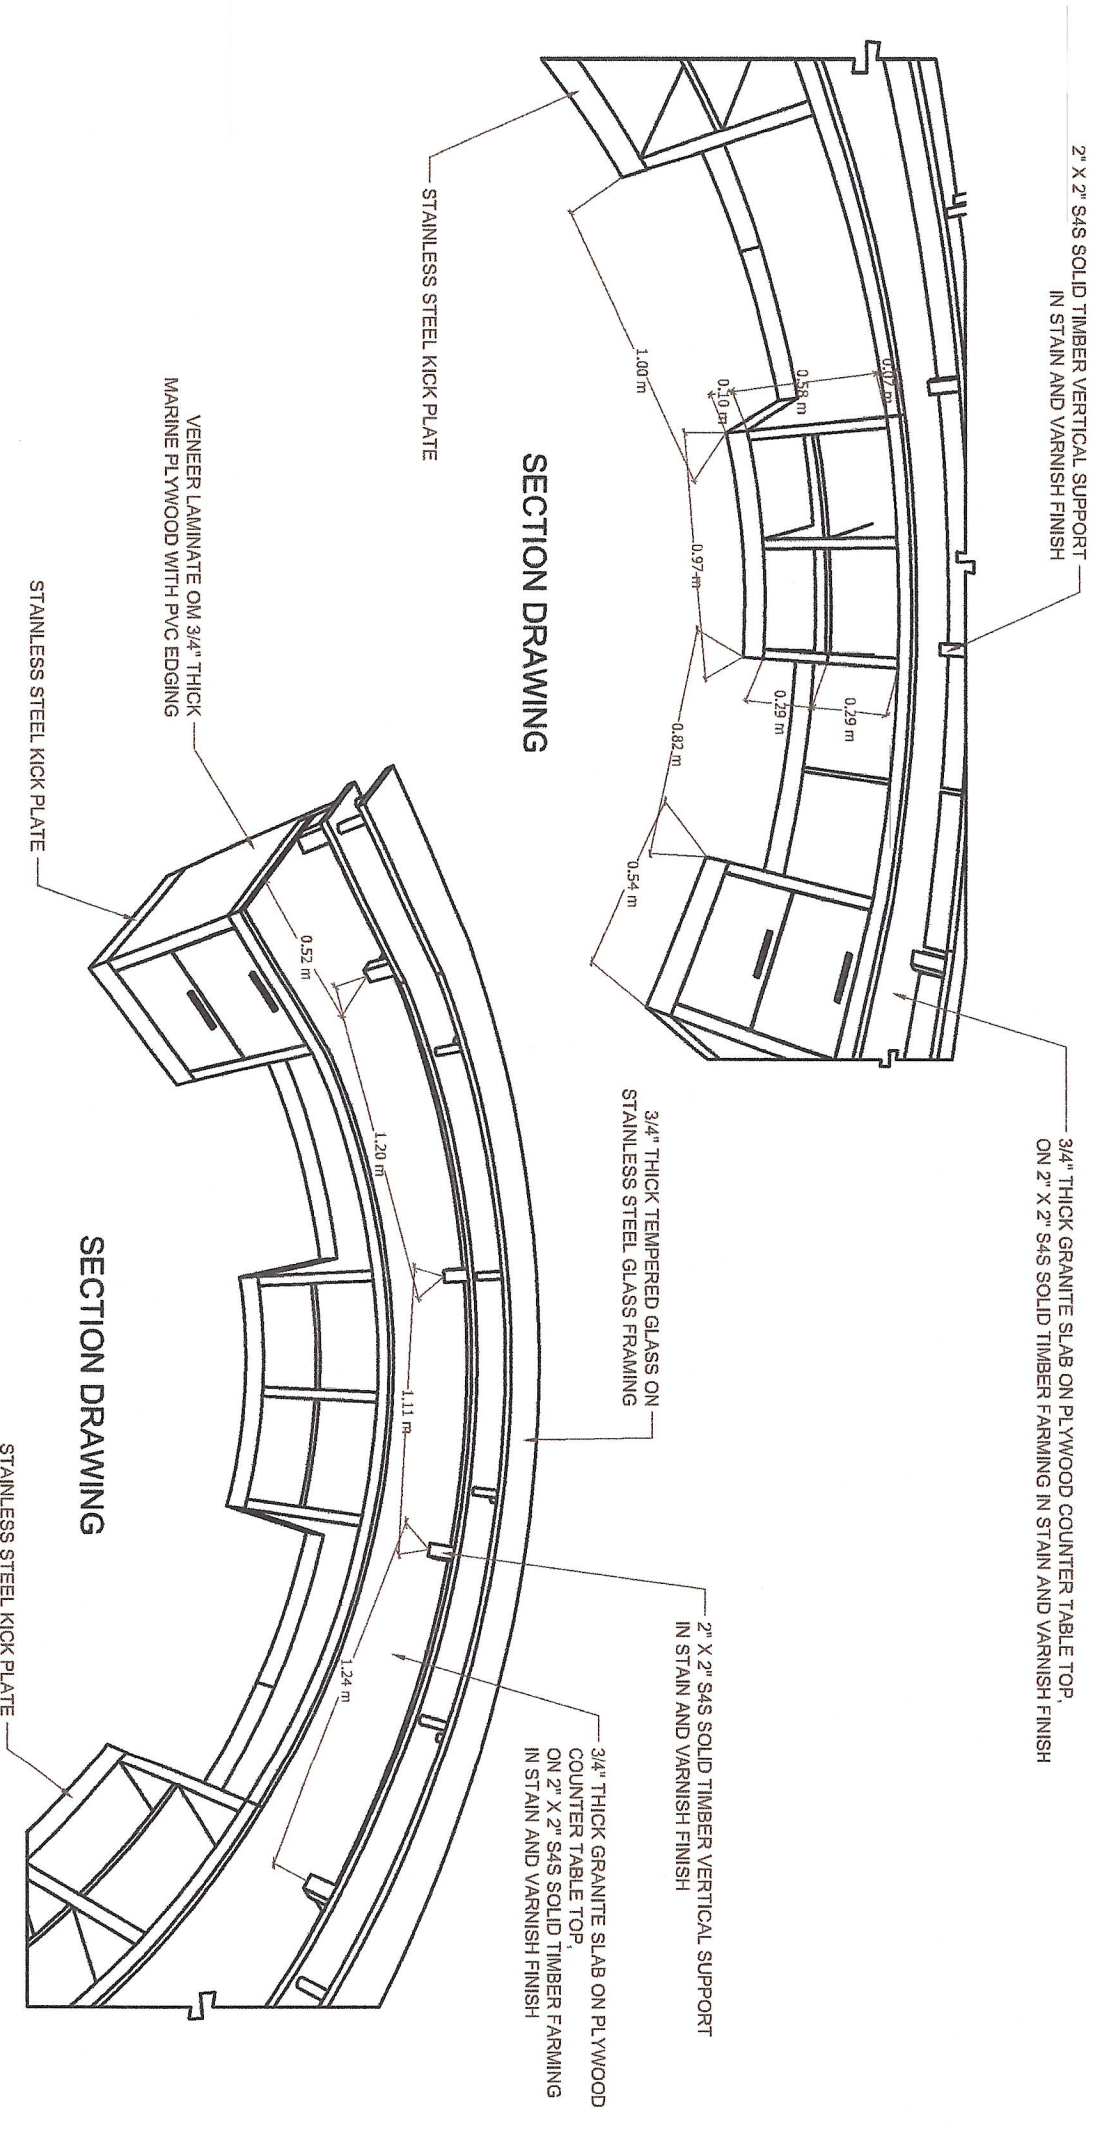 2" X 2" S4S SOLID TIMBER VERTICAL SUPPORT
IN STAIN AND VARNISH FINISH
3/4" THICK GRANITE SLAB ON PLYWOOD COUNTER TABLE TOP,
ON 2" X 2" S4S SOLID TIMBER FARMING IN STAIN AND VARNISH FINISH
0.07 m
0.58 m
0.10 m
1.00 m
0.97 m
0.29 m
0.29 m
0.82 m
0.54 m
STAINLESS STEEL KICK PLATE
SECTION DRAWING
3/4" THICK TEMPERED GLASS ON
STAINLESS STEEL GLASS FRAMING
2" X 2" S4S SOLID TIMBER VERTICAL SUPPORT
IN STAIN AND VARNISH FINISH
3/4" THICK GRANITE SLAB ON PLYWOOD
COUNTER TABLE TOP,
ON 2" X 2" S4S SOLID TIMBER FARMING
IN STAIN AND VARNISH FINISH
VENEER LAMINATE OM 3/4" THICK
MARINE PLYWOOD WITH PVC EDGING
STAINLESS STEEL KICK PLATE
0.52 m
1.20 m
1.11 m
1.24 m
STAINLESS STEEL KICK PLATE
SECTION DRAWING